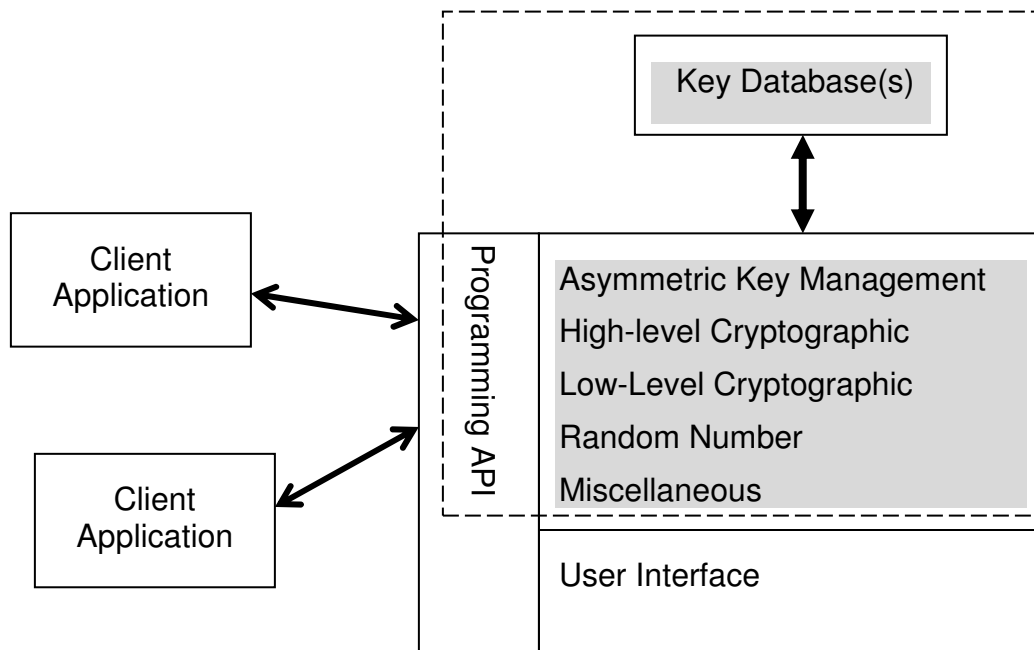 Key Database(s)
Client
Application
Programming API
Asymmetric Key Management
High-level Cryptographic
Low-Level Cryptographic
Random Number
Miscellaneous
Client
Application
User Interface